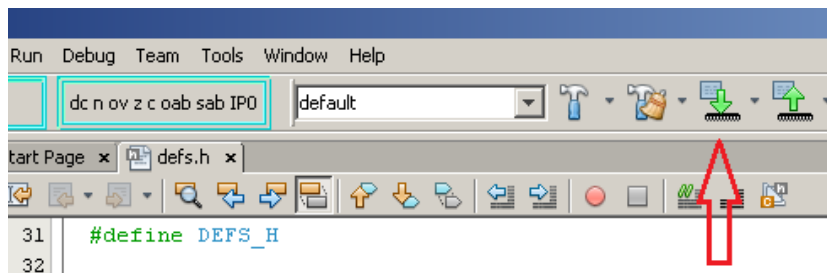 Run Debug Team Tools Window Help
dc n ov z c oab sab IP0 default
tart Page defs.h
31 #define DEFS_H
32